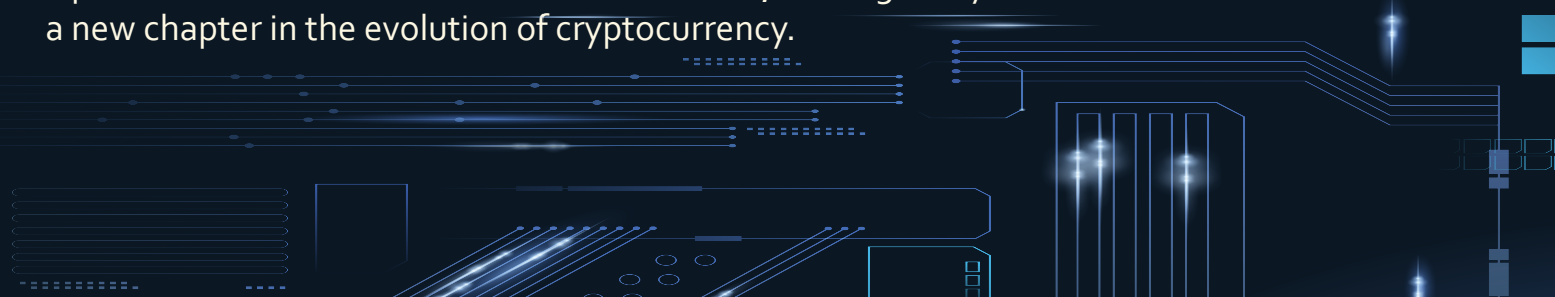 a new chapter in the evolution of cryptocurrency.